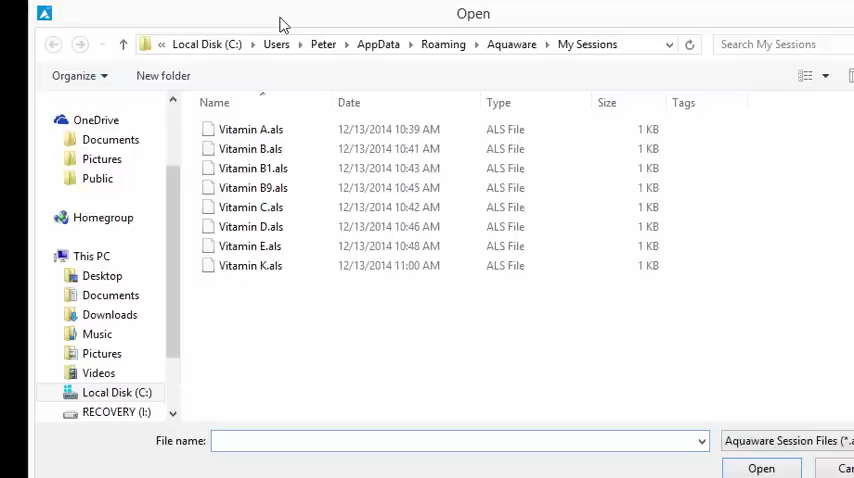 Open
« Local Disk (C:) Users Peter AppData Roaming Aquaware My Sessions Search My Sessions
Organize New folder
Name Date Type Size Tags
OneDrive
Documents
Pictures
Public
Homegroup
This PC
Desktop
Documents
Downloads
Music
Pictures
Videos
Local Disk (C:)
RECOVERY (I:)
Vitamin A.als 12/13/2014 10:39 AM ALS File 1 KB
Vitamin B.als 12/13/2014 10:41 AM ALS File 1 KB
Vitamin B1.als 12/13/2014 10:43 AM ALS File 1 KB
Vitamin B9.als 12/13/2014 10:45 AM ALS File 1 KB
Vitamin C.als 12/13/2014 10:42 AM ALS File 1 KB
Vitamin D.als 12/13/2014 10:46 AM ALS File 1 KB
Vitamin E.als 12/13/2014 10:48 AM ALS File 1 KB
Vitamin K.als 12/13/2014 11:00 AM ALS File 1 KB
File name: Aquaware Session Files (*.a
Open Car